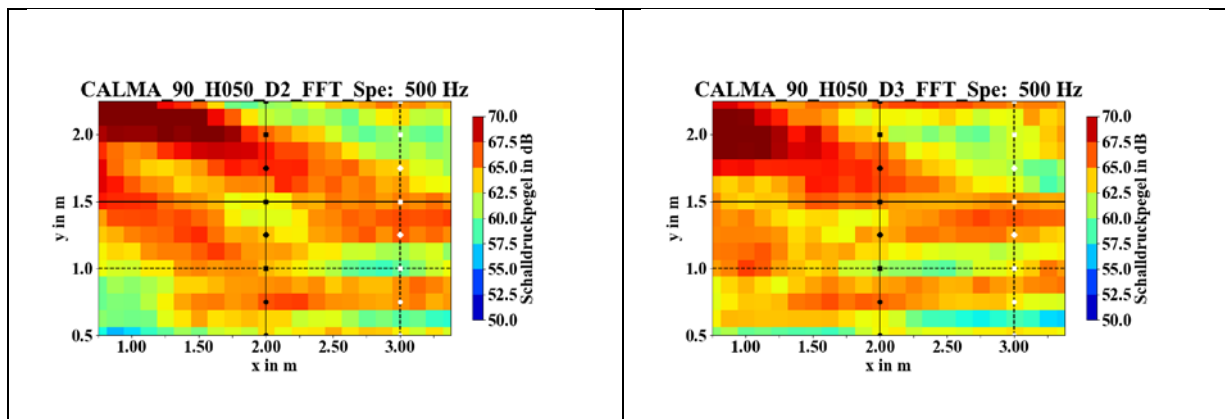 CALMA_90_H050_D2_FFT_Spe: 500 Hz
70.0
67.5
65.0
62.5
60.0
57.5
55.0
52.5
50.0
Schalldruckpegel in dB
2.0
1.5
1.0
0.5
y in m
1.00 1.50 2.00 2.50 3.00
x in m
CALMA_90_H050_D3_FFT_Spe: 500 Hz
70.0
67.5
65.0
62.5
60.0
57.5
55.0
52.5
50.0
Schalldruckpegel in dB
2.0
1.5
1.0
0.5
y in m
1.00 1.50 2.00 2.50 3.00
x in m